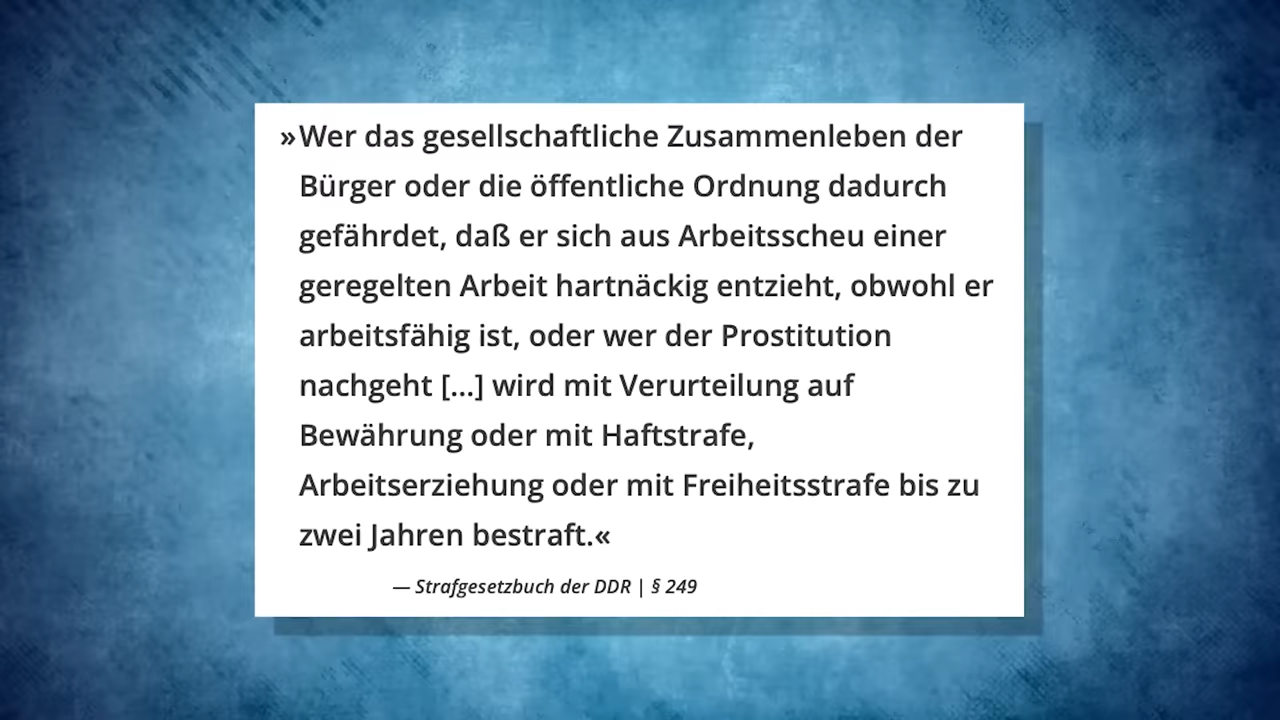 »Wer das gesellschaftliche Zusammenleben der
Bürger oder die öffentliche Ordnung dadurch
gefährdet, daß er sich aus Arbeitsscheu einer
geregelten Arbeit hartnäckig entzieht, obwohl er
arbeitsfähig ist, oder wer der Prostitution
nachgeht [...] wird mit Verurteilung auf
Bewährung oder mit Haftstrafe,
Arbeitserziehung oder mit Freiheitsstrafe bis zu
zwei Jahren bestraft.«
— Strafgesetzbuch der DDR | § 249